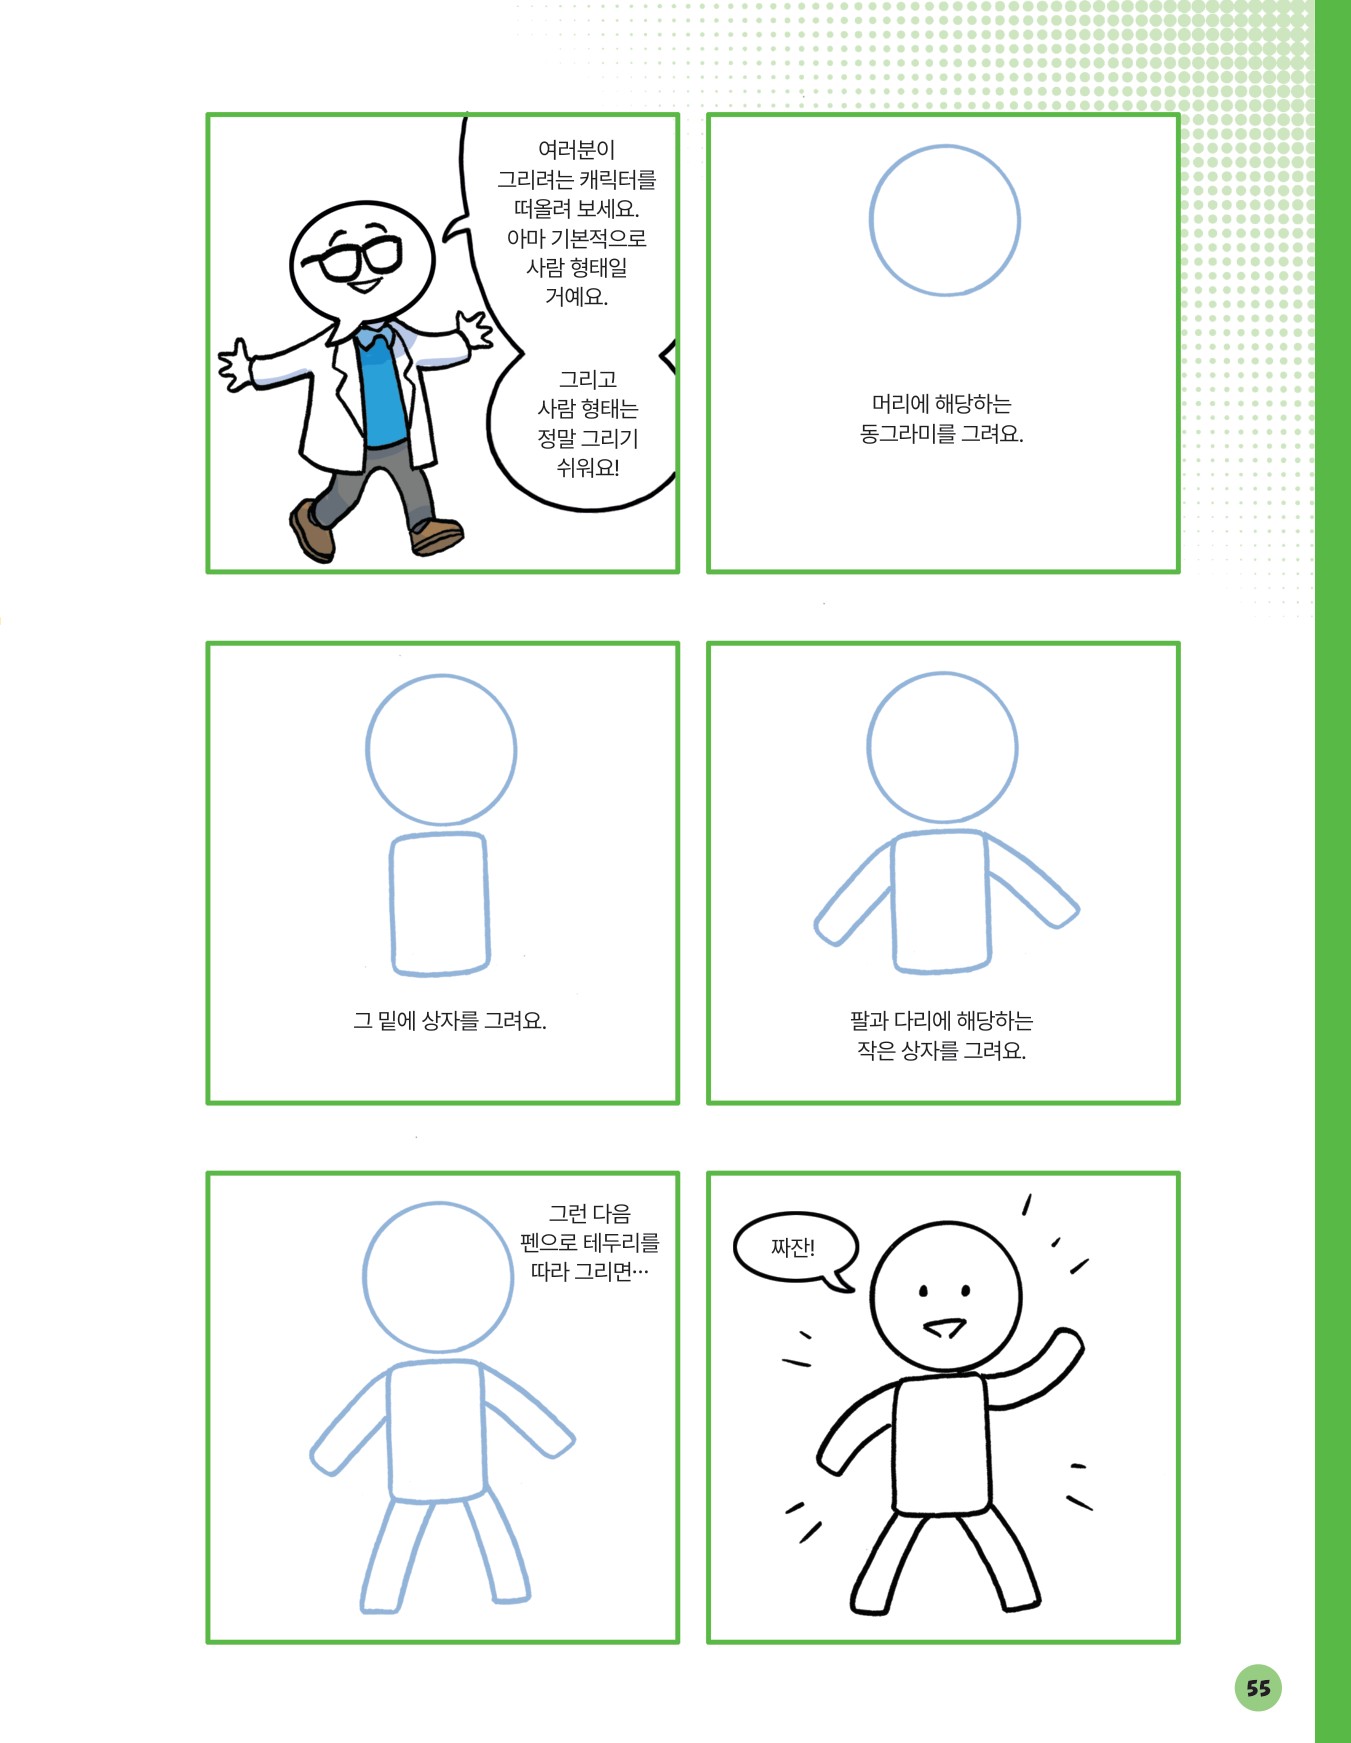 여러분이
그리려는 캐릭터를
떠올려 보세요.
아마 기본적으로
사람 형태일
거예요.
그리고
사람 형태는
정말 그리기
쉬워요!
머리에 해당하는
동그라미를 그려요.
그 밑에 상자를 그려요.
팔과 다리에 해당하는
작은 상자를 그려요.
그런 다음
펜으로 테두리를
따라 그리면…
짜잔!
55